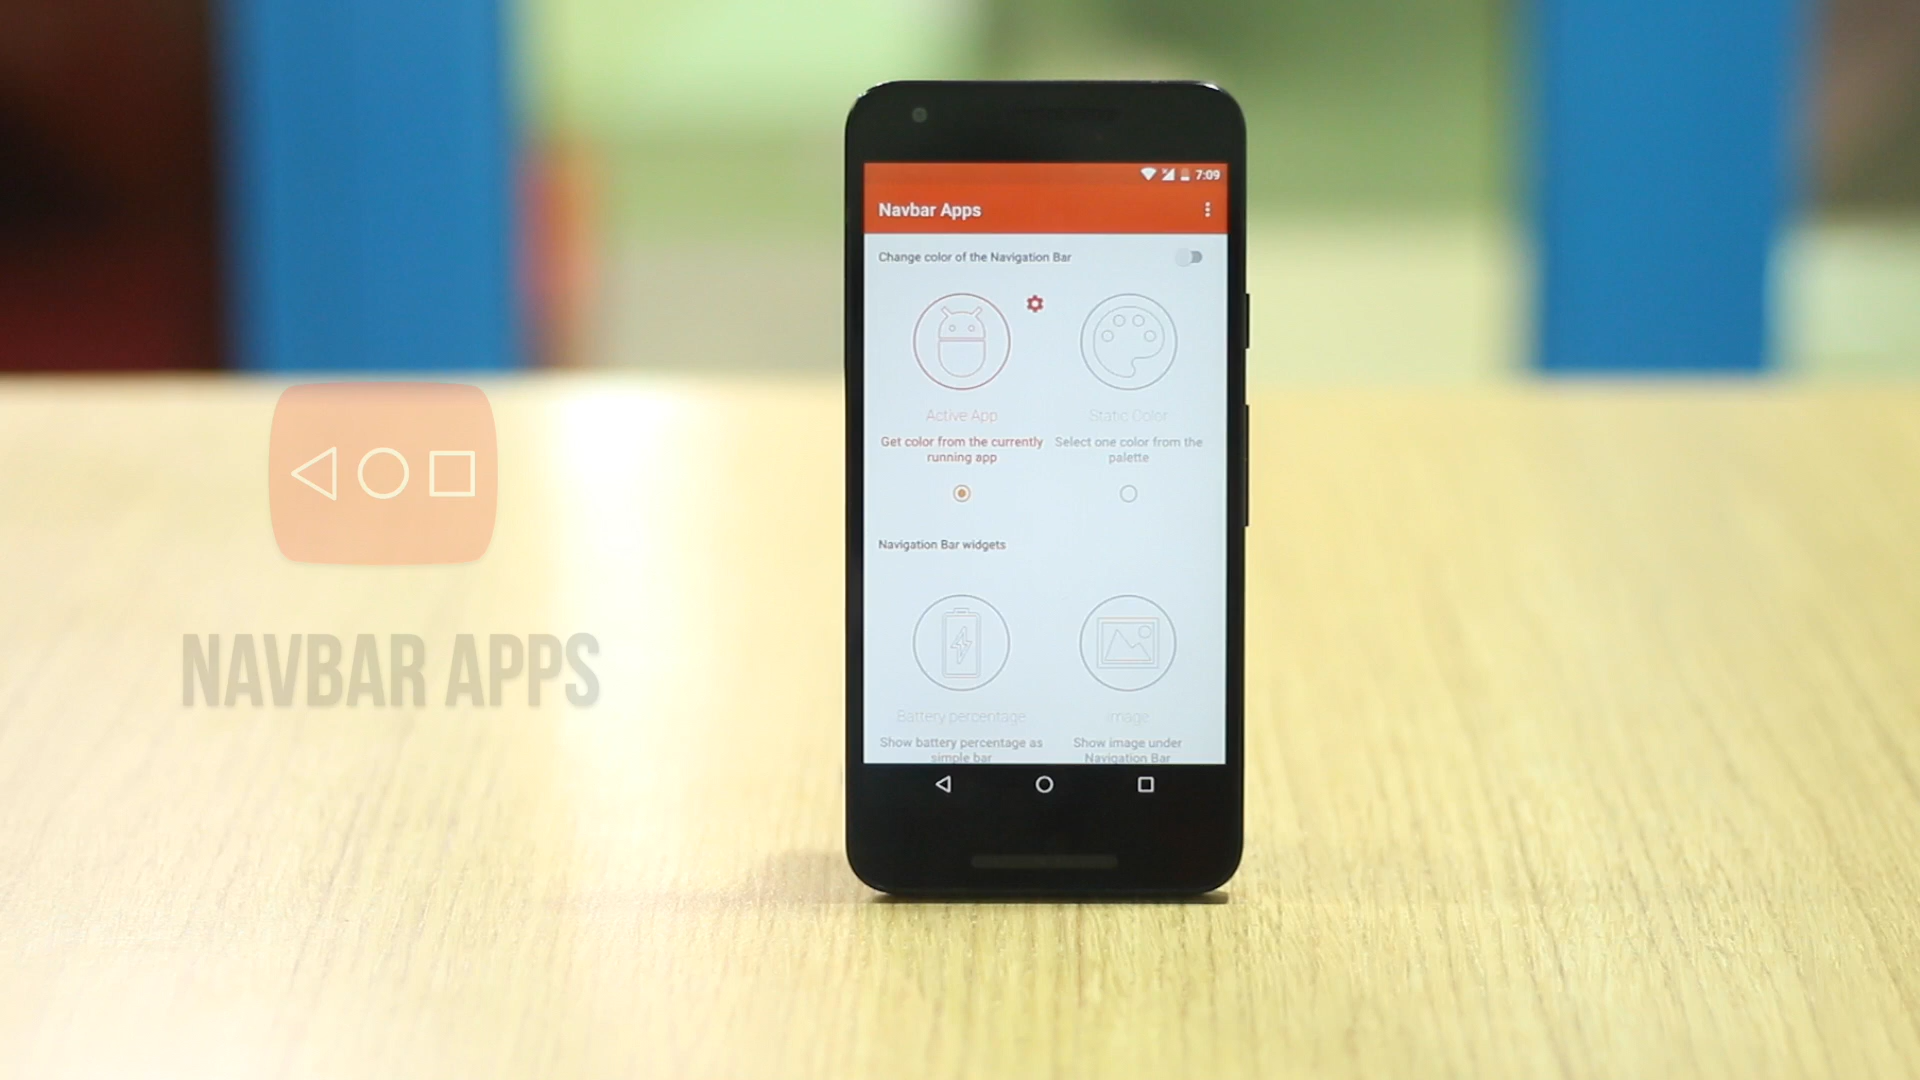 NAVBAR APPS
7:09
Navbar Apps
Change color of the Navigation Bar
Active App
Static Color
Get color from the currently
running app
Select one color from the
palette
Navigation Bar widgets
Battery percentage
Image
Show battery percentage as
simple bar
Show image under
Navigation Bar